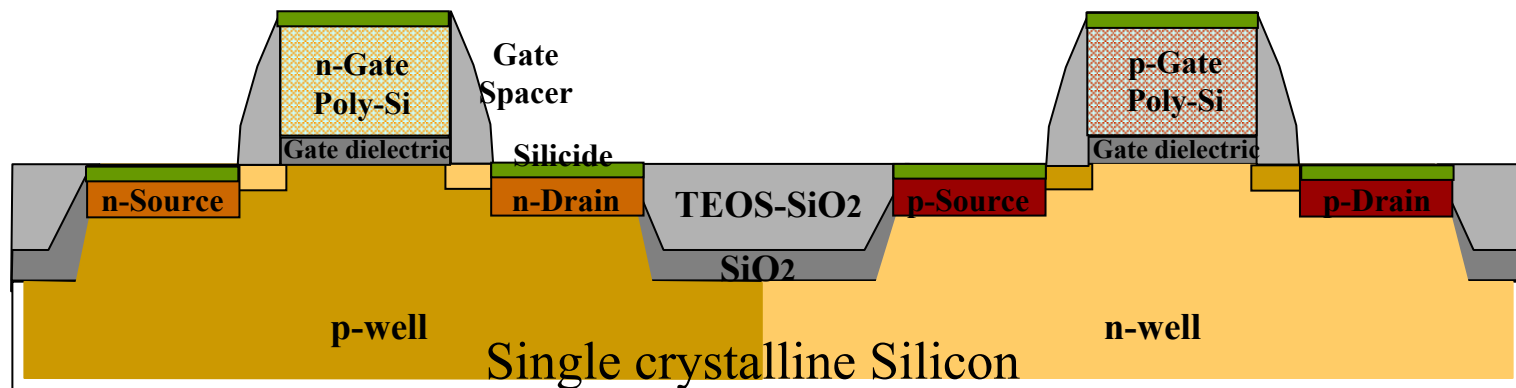 n-Gate
Poly-Si
Gate
Spacer
p-Gate
Poly-Si
Gate dielectric
Silicide
Gate dielectric
n-Source
n-Drain
TEOS-SiO2
p-Source
p-Drain
SiO2
p-well
n-well
Single crystalline Silicon